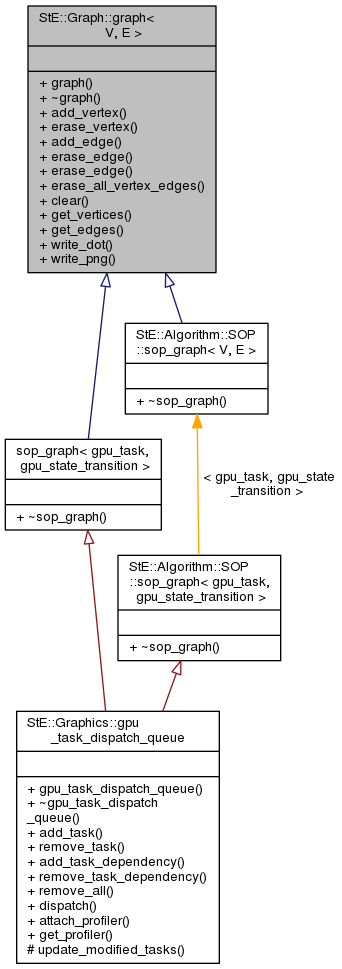 StE::Graph::graph<
V, E >
+ graph()
+ ~graph()
+ add_vertex()
+ erase_vertex()
+ add_edge()
+ erase_edge()
+ erase_edge()
+ erase_all_vertex_edges()
+ clear()
+ get_vertices()
+ get_edges()
+ write_dot()
+ write_png()
StE::Algorithm::SOP
::sop_graph< V, E >
+ ~sop_graph()
sop_graph< gpu_task,
gpu_state_transition >
+ ~sop_graph()
< gpu_task, gpu_state
_transition >
StE::Algorithm::SOP
::sop_graph< gpu_task,
gpu_state_transition >
+ ~sop_graph()
StE::Graphics::gpu
_task_dispatch_queue
+ gpu_task_dispatch_queue()
+ ~gpu_task_dispatch
_queue()
+ add_task()
+ remove_task()
+ add_task_dependency()
+ remove_task_dependency()
+ remove_all()
+ dispatch()
+ attach_profiler()
+ get_profiler()
# update_modified_tasks()